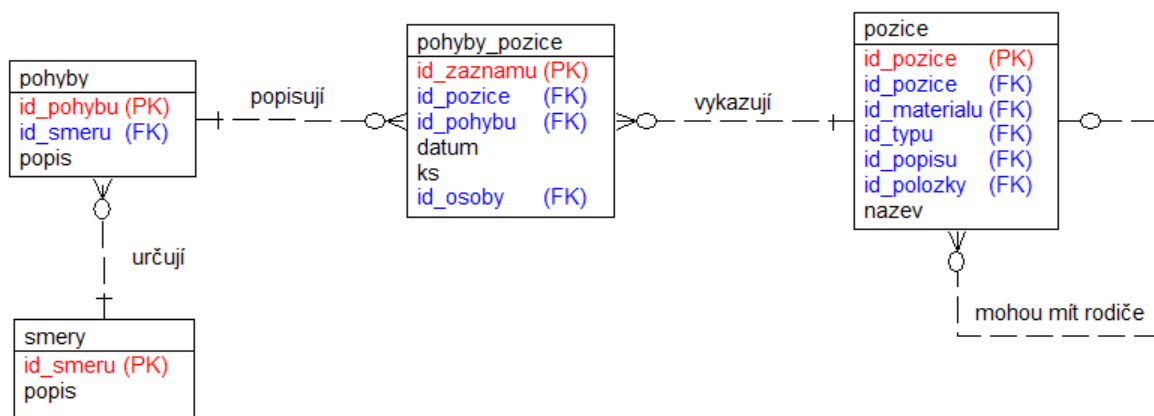 pohyby
id_pohybu (PK)
id_smeru (FK)
popis
popisují
pohyby_pozice
id_zaznamu (PK)
id_pozice (FK)
id_pohybu (FK)
datum
ks
id_osoby (FK)
vykazují
pozice
id_pozice (PK)
id_pozice (FK)
id_materialu (FK)
id_typu (FK)
id_popisu (FK)
id_polozky (FK)
nazev
určují
mohou mít rodiče
smery
id_smeru (PK)
popis